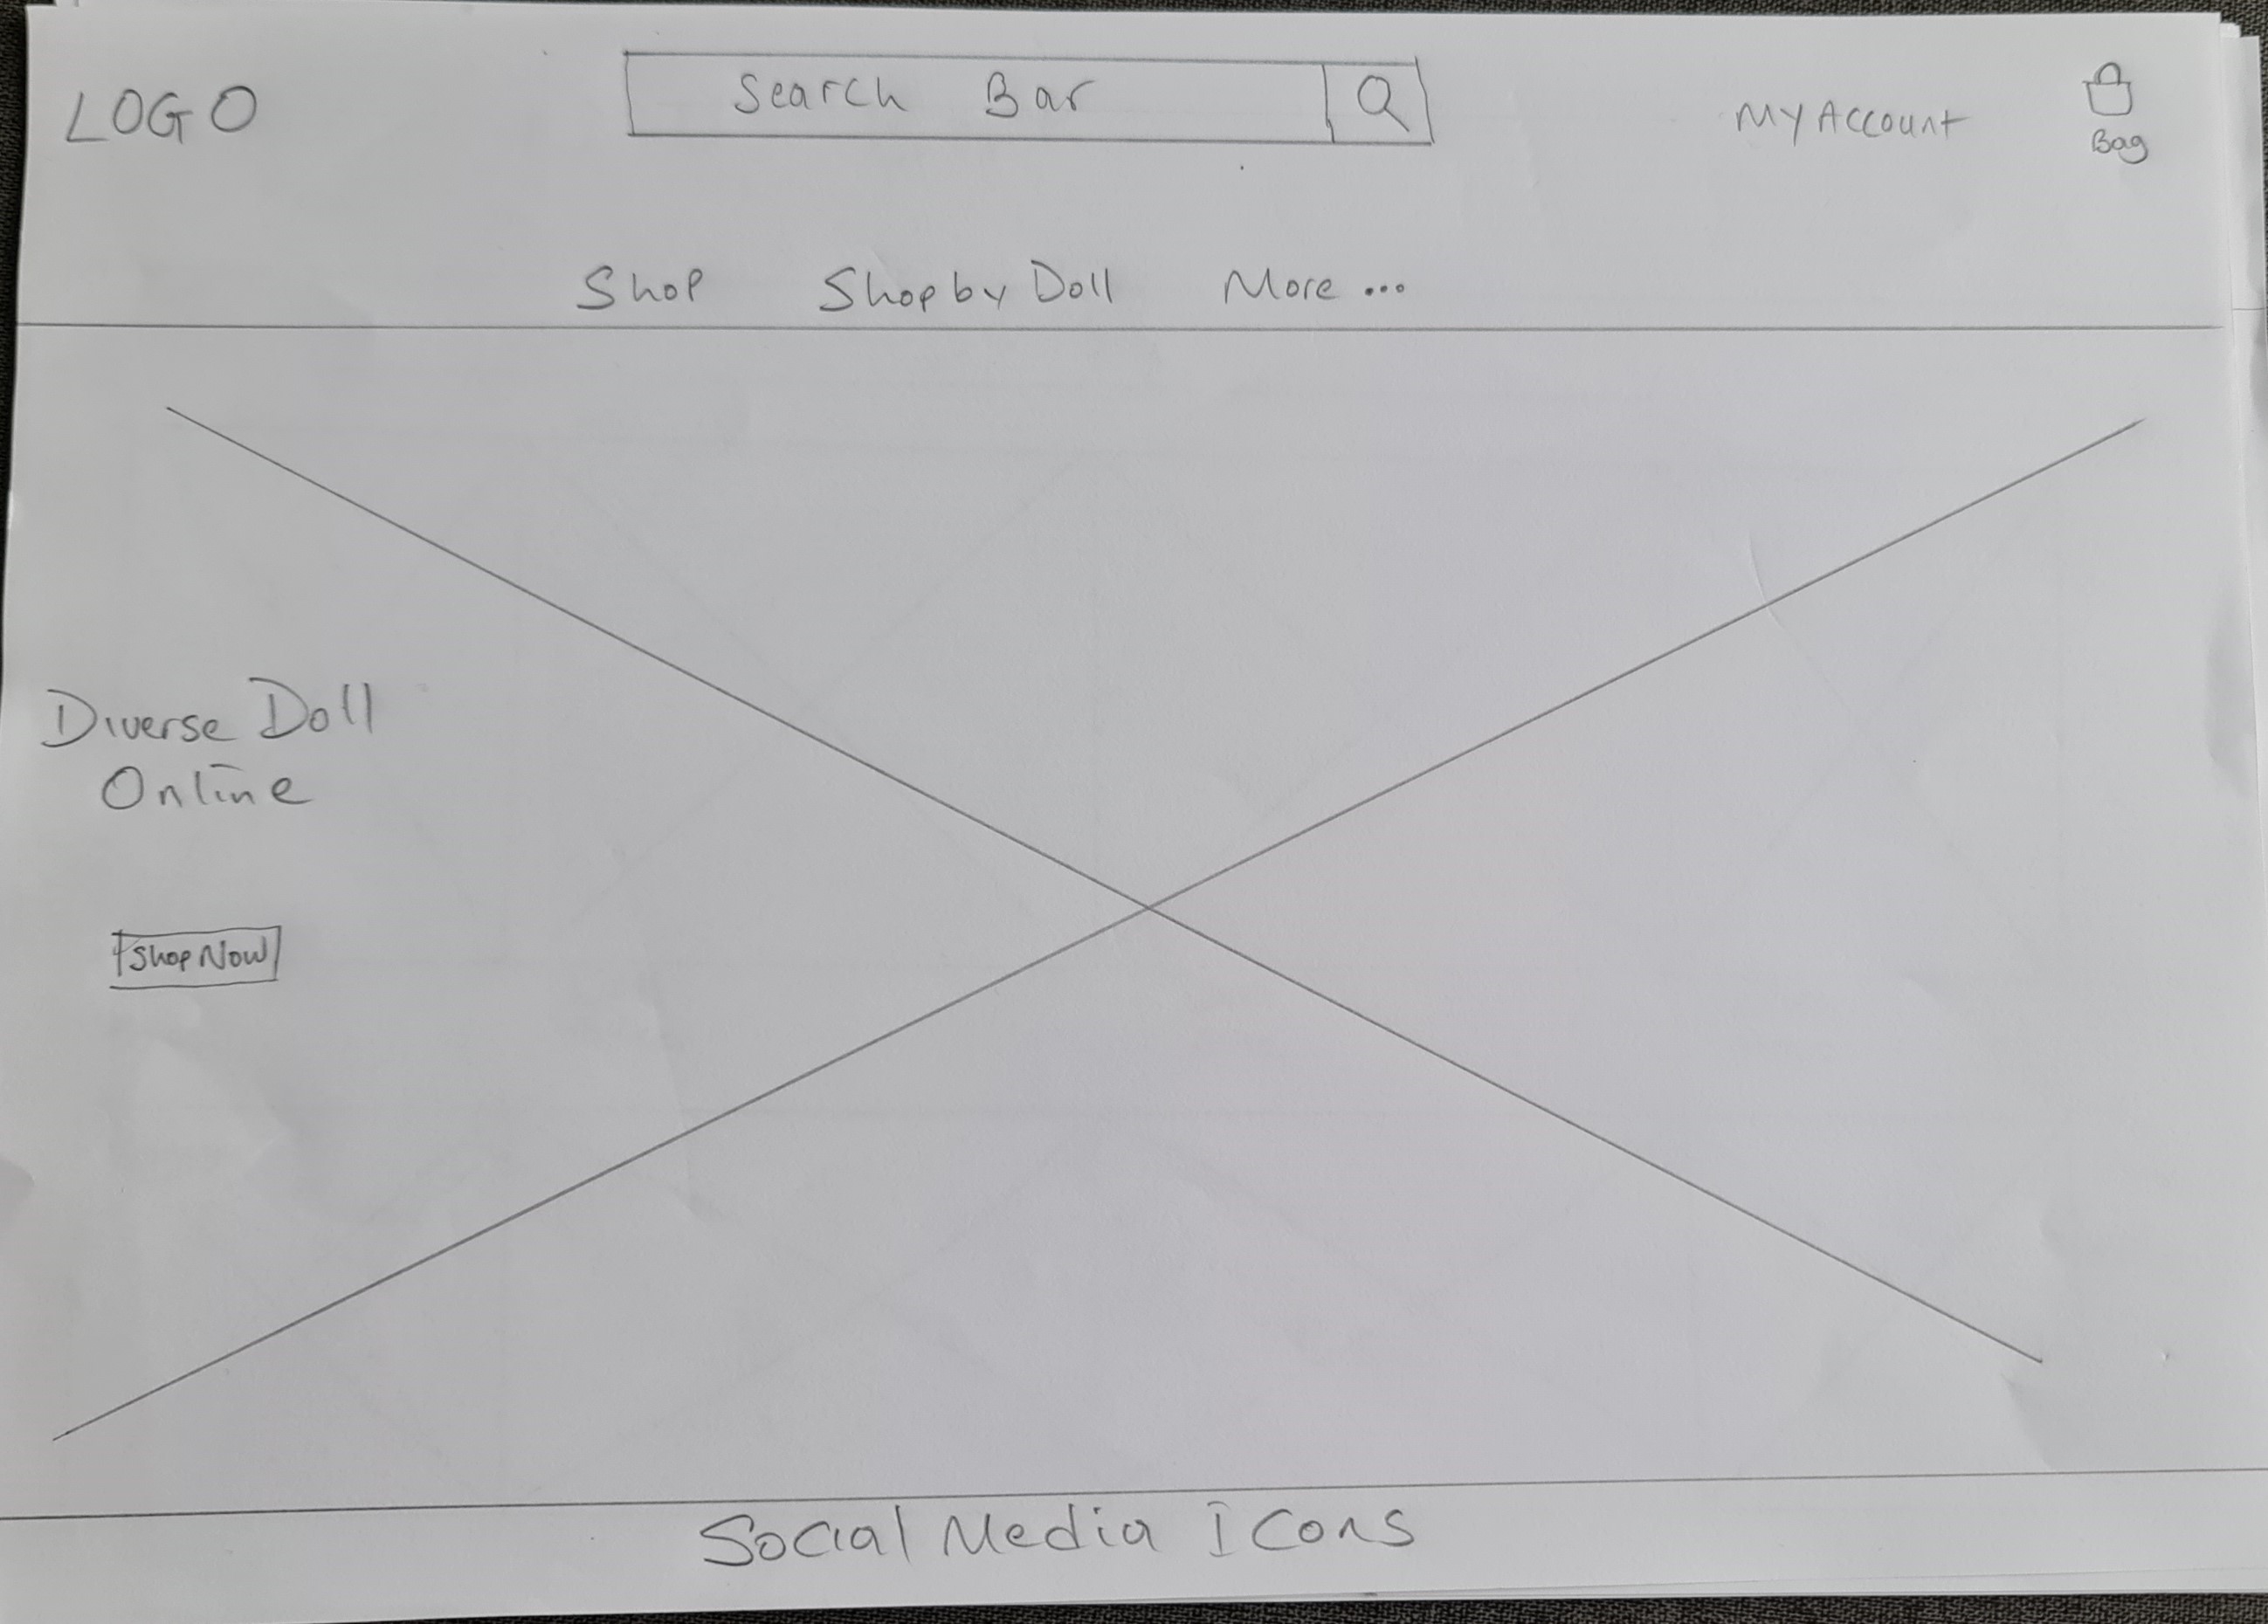 LOGO
Search Bar
My Account
Bag
Shop
Shop by Doll
More ...
Diverse Doll
Online
Shop Now
Social Media Icons